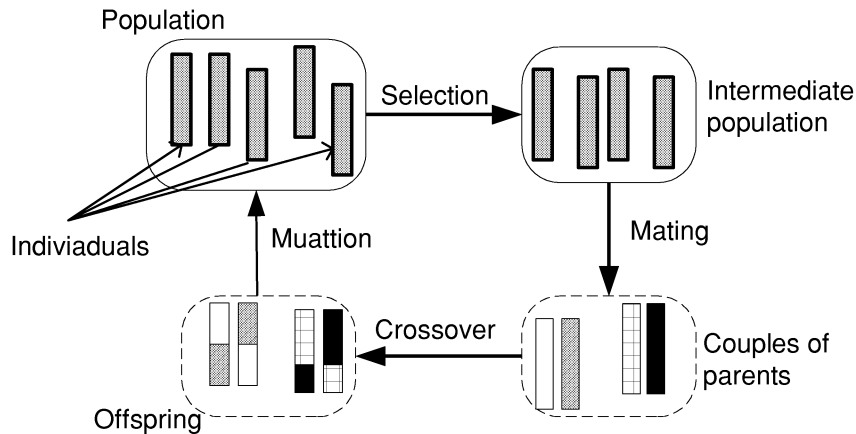 Population
Selection
Intermediate
population
Indiviaduals
Muattion
Mating
Crossover
Couples of
parents
Offspring